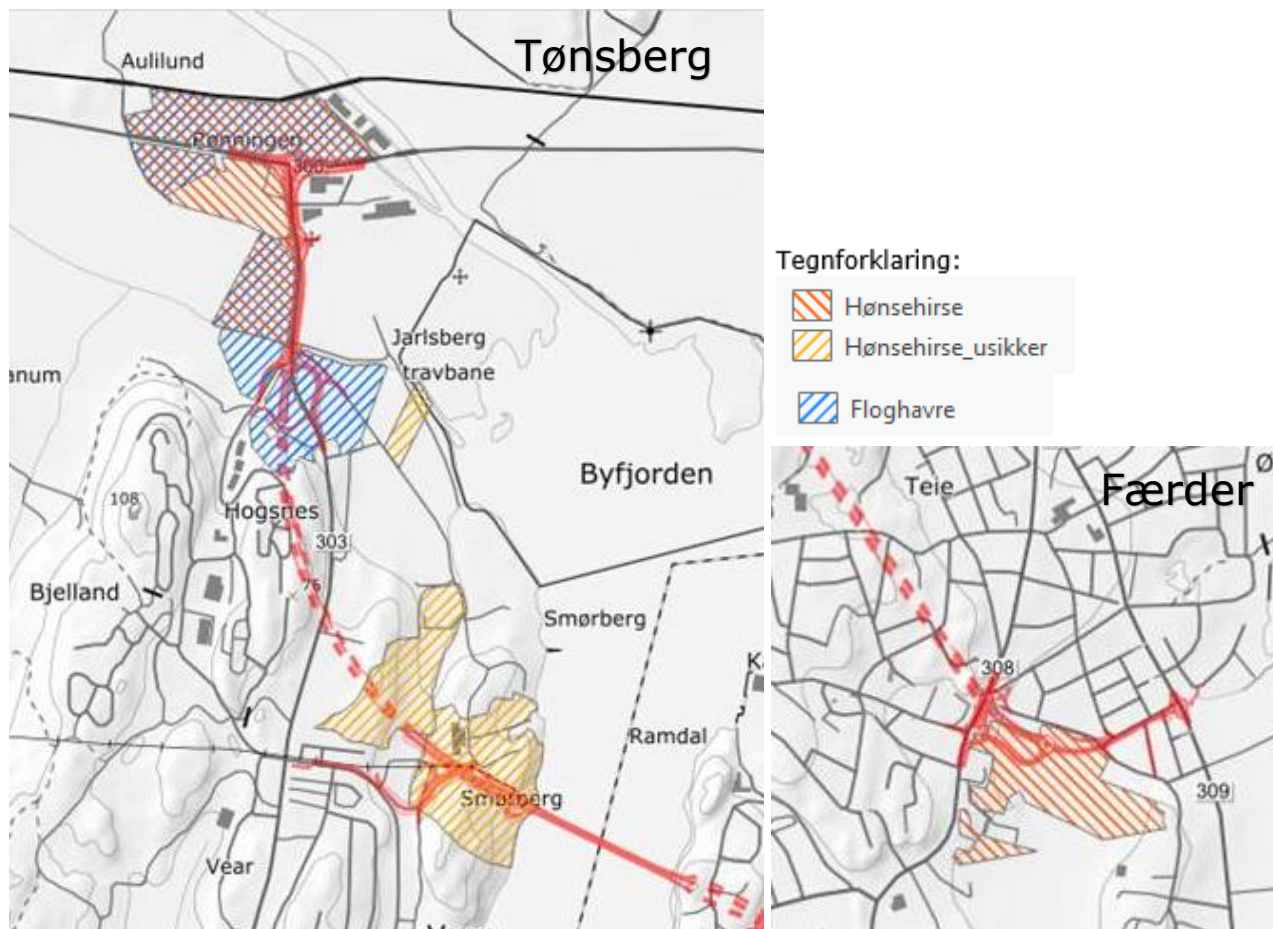 Tønsberg
Aulilund
Rønningen
300
Jarlsberg
travbane
anum
Byfjorden
108
Hogsnes
303
76
Bjelland
Smørberg
Ramdal
Smørberg
Vear
Tegnforklaring:
Hønsehirse
Hønsehirse_usikker
Floghavre
Færder
Teie
308
309